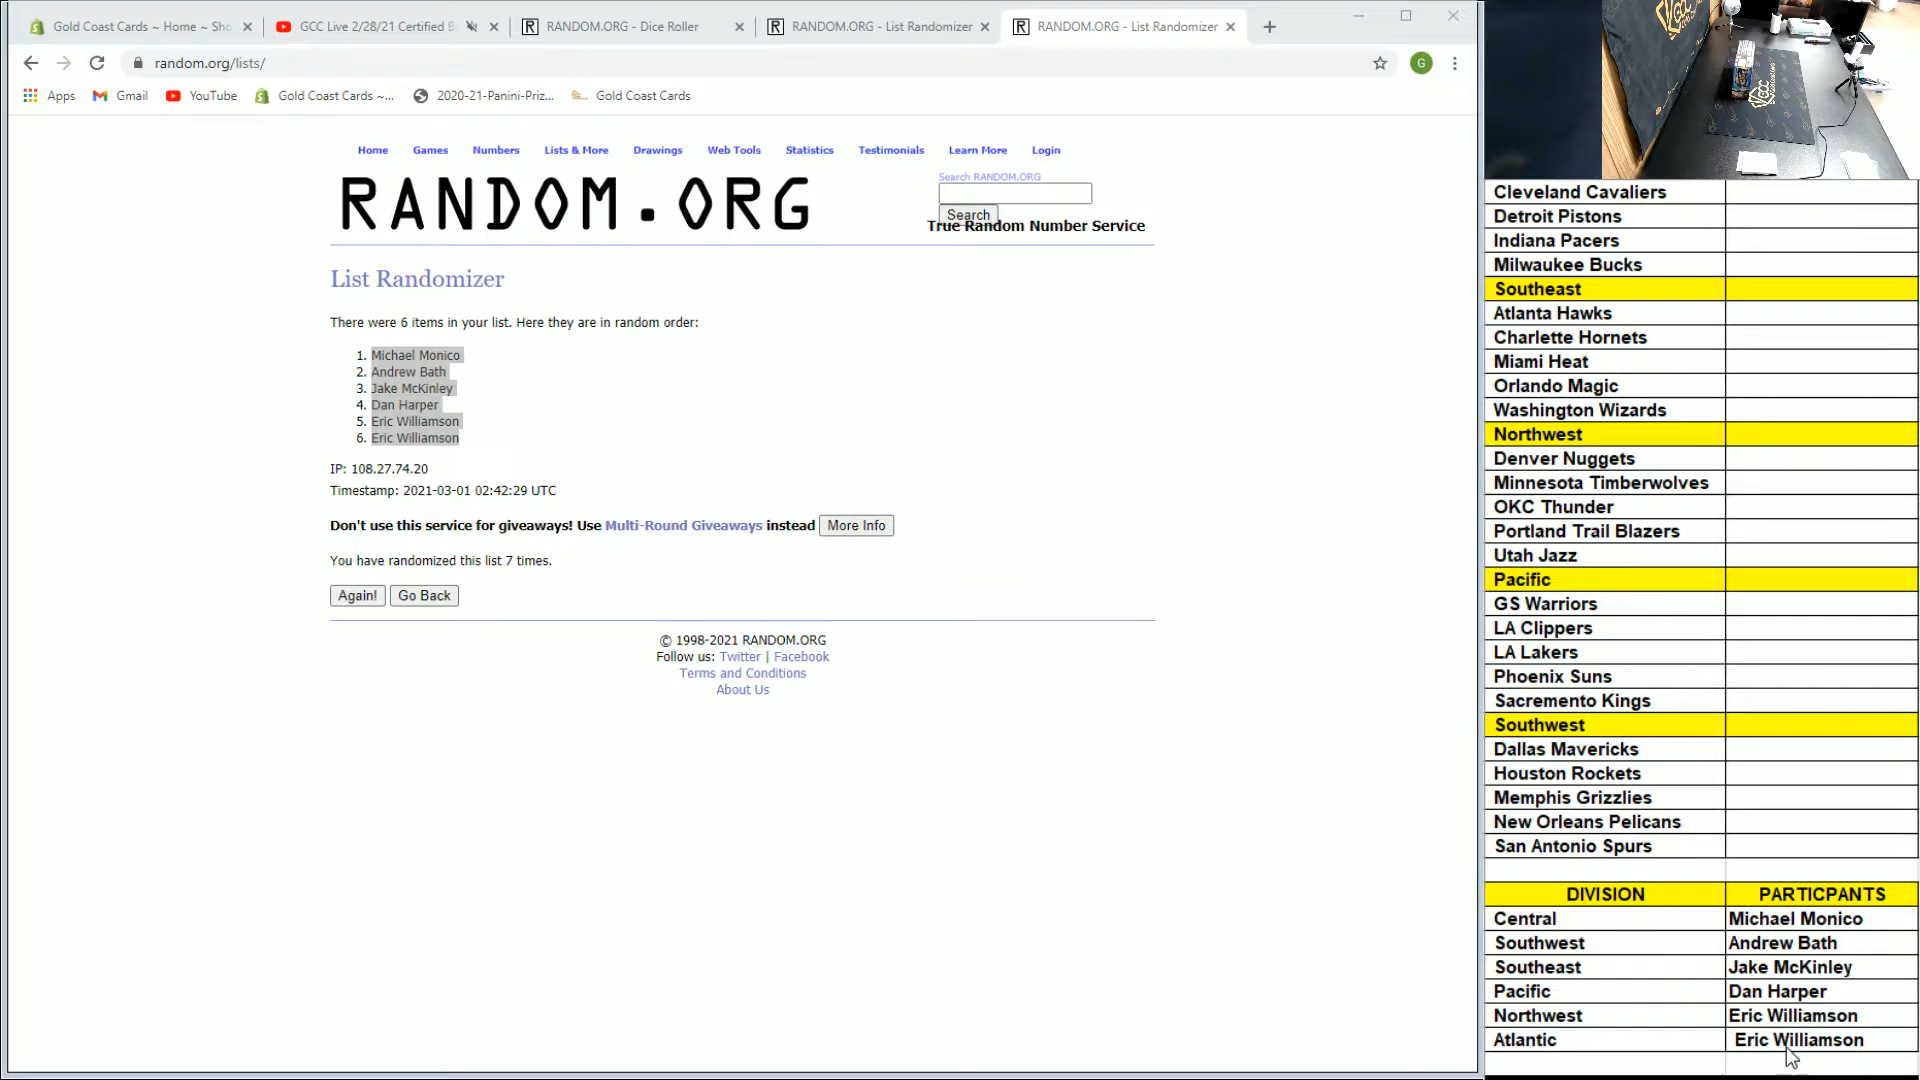 Gold Coast Cards ~ Home ~ Sho
GCC Live 2/28/21 Certified B
RANDOM.ORG - Dice Roller
RANDOM.ORG - List Randomizer
RANDOM.ORG - List Randomizer
random.org/lists/
G
Apps
Gmail
YouTube
Gold Coast Cards ~...
2020-21-Panini-Priz...
Gold Coast Cards
Home
Games
Numbers
Lists & More
Drawings
Web Tools
Statistics
Testimonials
Learn More
Login
RANDOM.ORG
Search RANDOM.ORG
Search
True Random Number Service
List Randomizer
There were 6 items in your list. Here they are in random order:
1. Michael Monico
2. Andrew Bath
3. Jake McKinley
4. Dan Harper
5. Eric Williamson
6. Eric Williamson
IP: 108.27.74.20
Timestamp: 2021-03-01 02:42:29 UTC
Don't use this service for giveaways! Use Multi-Round Giveaways instead More Info
You have randomized this list 7 times.
Again! Go Back
© 1998-2021 RANDOM.ORG
Follow us: Twitter | Facebook
Terms and Conditions
About Us
GCC
Cleveland Cavaliers
Detroit Pistons
Indiana Pacers
Milwaukee Bucks
Southeast
Atlanta Hawks
Charlette Hornets
Miami Heat
Orlando Magic
Washington Wizards
Northwest
Denver Nuggets
Minnesota Timberwolves
OKC Thunder
Portland Trail Blazers
Utah Jazz
Pacific
GS Warriors
LA Clippers
LA Lakers
Phoenix Suns
Sacremento Kings
Southwest
Dallas Mavericks
Houston Rockets
Memphis Grizzlies
New Orleans Pelicans
San Antonio Spurs
DIVISION PARTICPANTS
Central Michael Monico
Southwest Andrew Bath
Southeast Jake McKinley
Pacific Dan Harper
Northwest Eric Williamson
Atlantic Eric Williamson